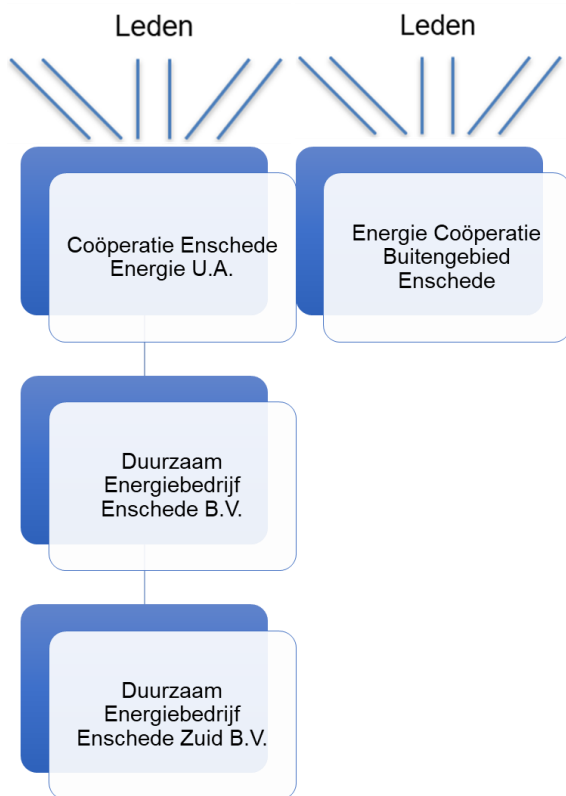 Leden
Leden
Coöperatie Enschede
Energie U.A.
Energie Coöperatie
Buitengebied
Enschede
Duurzaam
Energiebedrijf
Enschede B.V.
Duurzaam
Energiebedrijf
Enschede Zuid B.V.